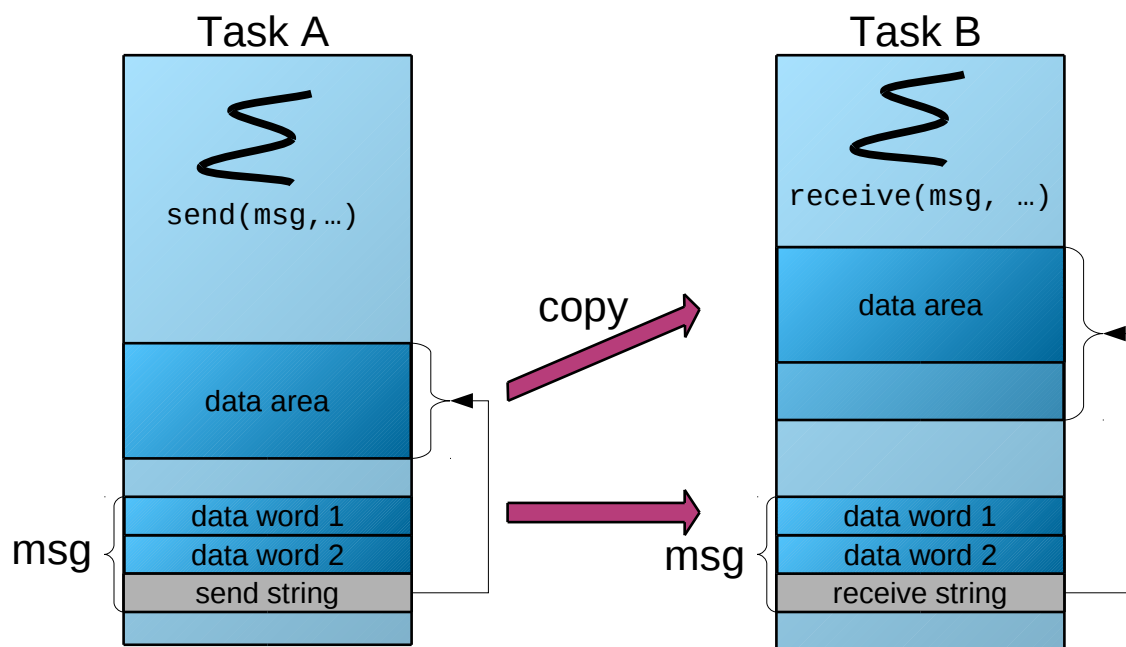 Task A
send(msg,…)
data area
msg
data word 1
data word 2
send string
copy
Task B
receive(msg, …)
data area
msg
data word 1
data word 2
receive string